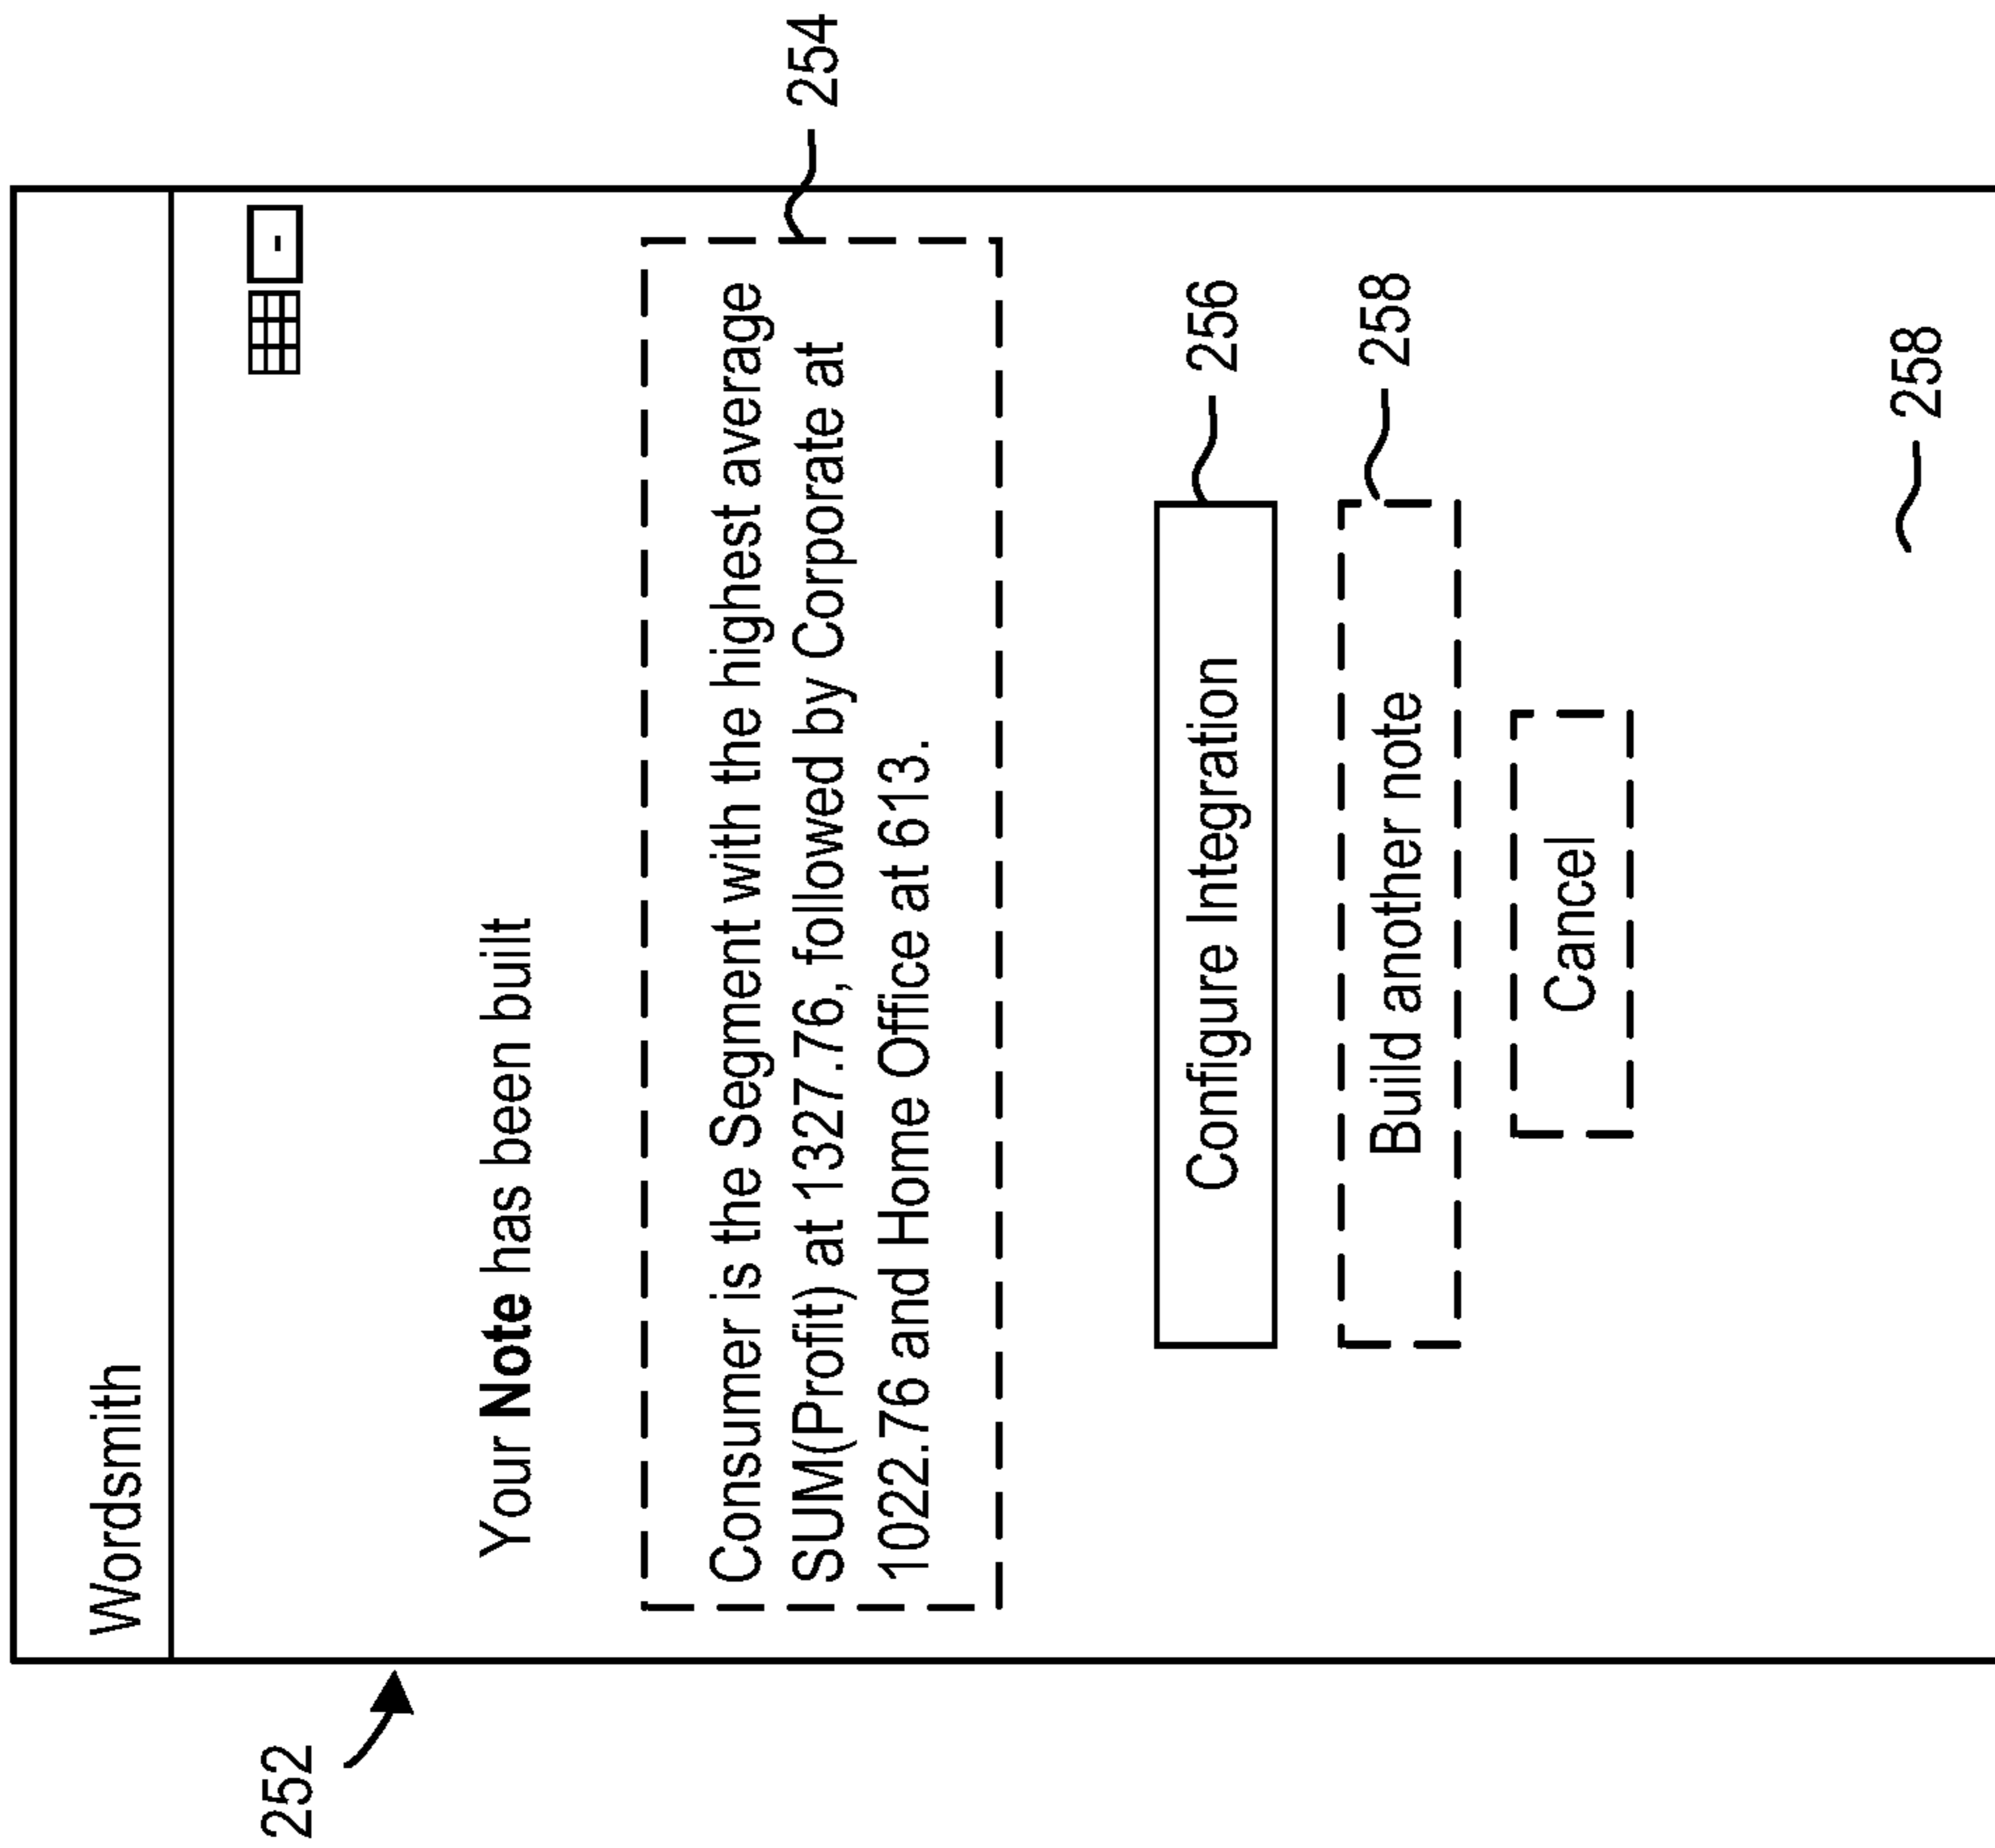 Wordsmith
252
Your Note has been built
Consumer is the Segment with the highest average
SUM(Profit) at 1327.76, followed by Corporate at
1022.76 and Home Office at 613.
254
Configure Integration
256
Build another note
258
Cancel
258